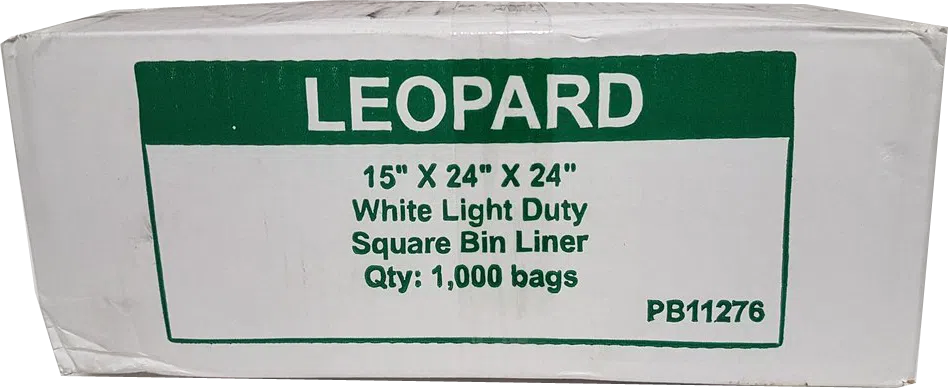 LEOPARD
15" X 24" X 24"
White Light Duty
Square Bin Liner
Qty: 1,000 bags
PB11276